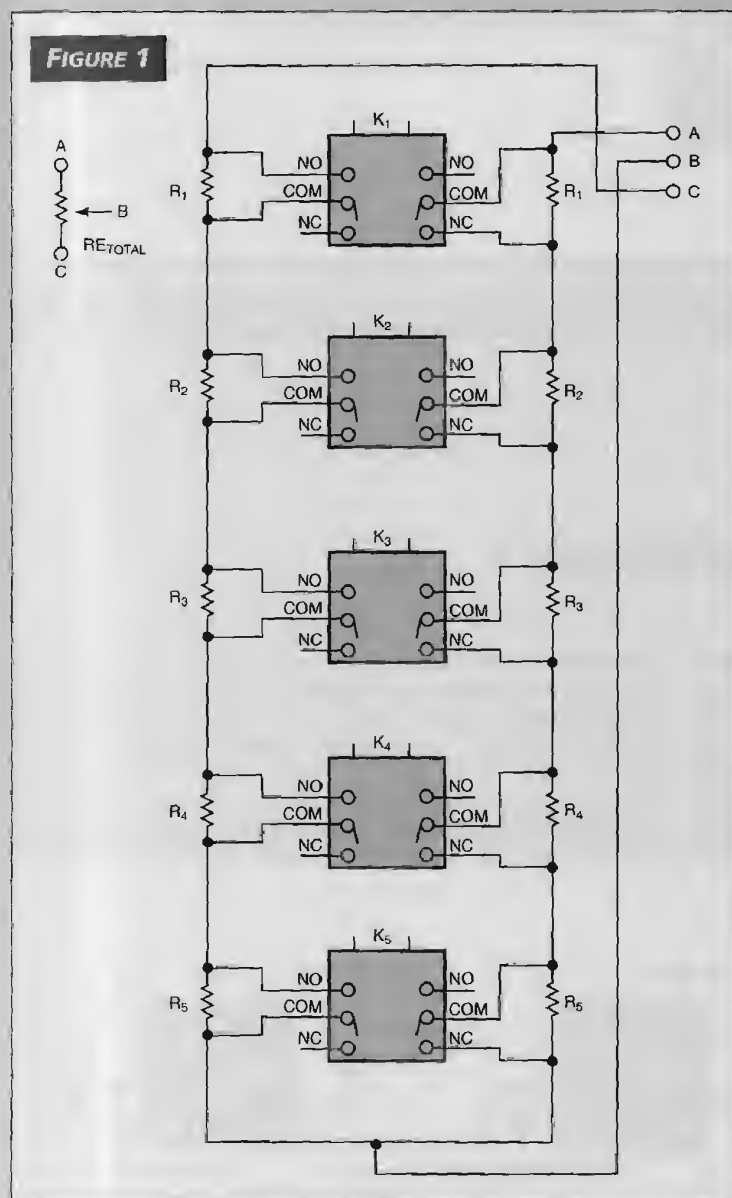 FIGURE 1
A
B
C
RE_TOTAL
K₁
NO NO
R₁ COM COM R₁
NC NC
A
B
C
K₂
NO NO
R₂ COM COM R₂
NC NC
K₃
NO NO
R₃ COM COM R₃
NC NC
K₄
NO NO
R₄ COM COM R₄
NC NC
K₅
NO NO
R₅ COM COM R₅
NC NC